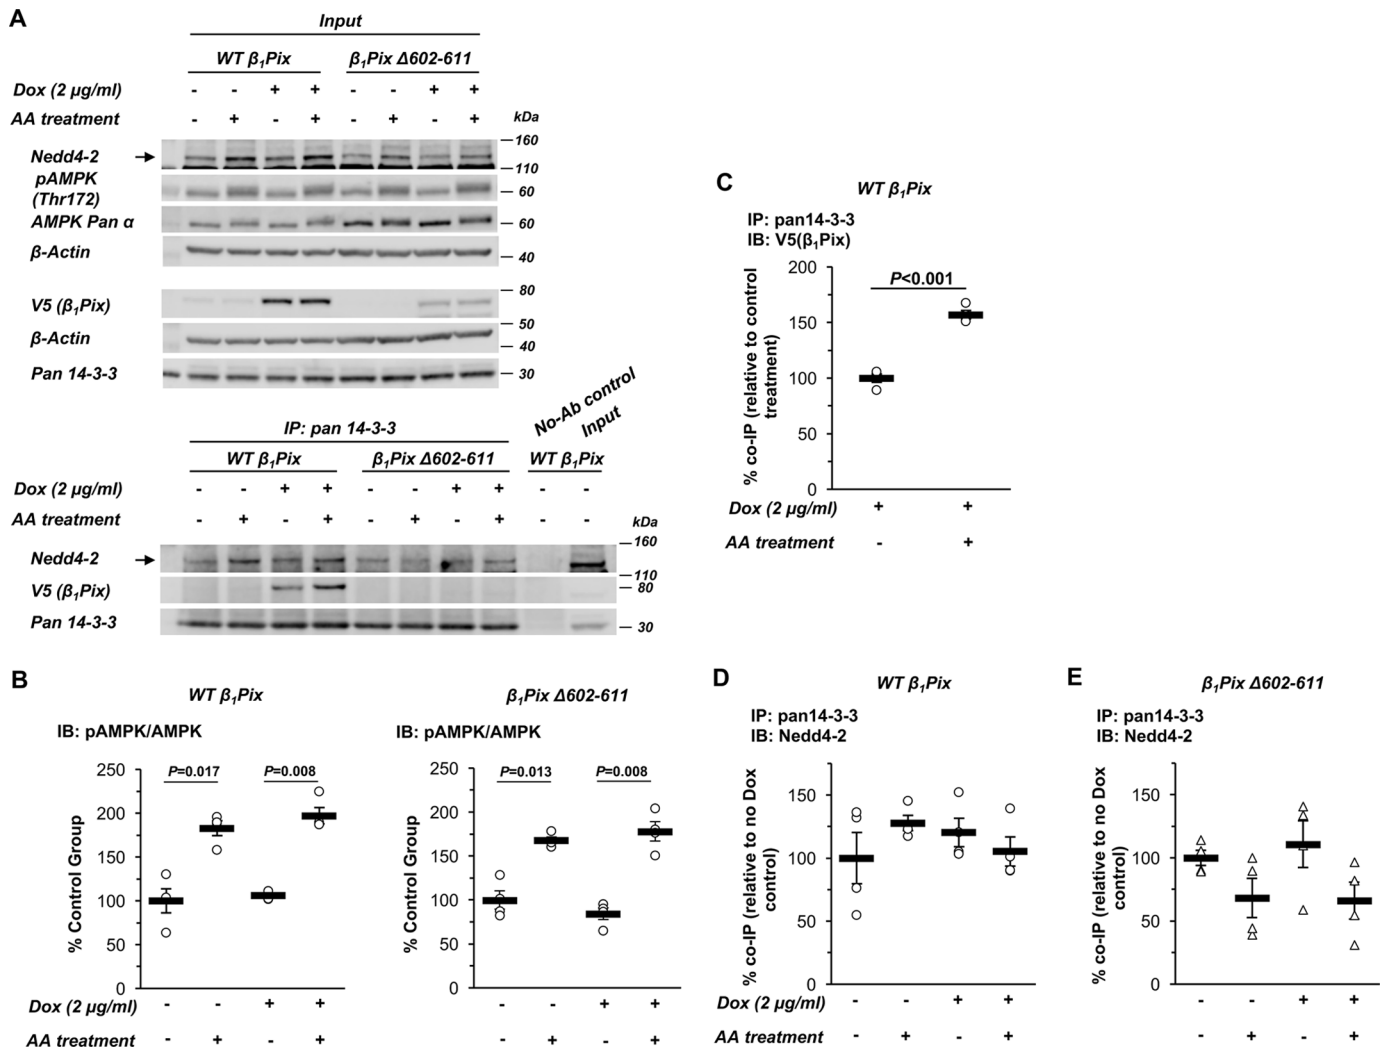 A
Input
WT β1Pix β1Pix Δ602-611
Dox (2 µg/ml) - - + + - - + +
AA treatment - + - + - + - +
kDa
Nedd4-2 160
110
pAMPK
(Thr172) 60
AMPK Pan α 60
β-Actin 40
V5 (β1Pix) 80
50
β-Actin 40
Pan 14-3-3 30
No-Ab control
Input
IP: pan 14-3-3
WT β1Pix β1Pix Δ602-611 WT β1Pix
Dox (2 µg/ml) - - + + - - + + - -
AA treatment - + - + - + - + - -
kDa
160
Nedd4-2
110
V5 (β1Pix) 80
Pan 14-3-3 30
B
WT β1Pix
IB: pAMPK/AMPK
P=0.017 P=0.008
% Control Group
250
200
150
100
50
0
Dox (2 µg/ml) - - + +
AA treatment - + - +
β1Pix Δ602-611
IB: pAMPK/AMPK
P=0.013 P=0.008
% Control Group
250
200
150
100
50
0
- - + +
- + - +
C
WT β1Pix
IP: pan14-3-3
IB: V5(β1Pix)
P<0.001
% co-IP (relative to control
treatment)
200
150
100
50
0
Dox (2 µg/ml) + +
AA treatment - +
D
WT β1Pix
IP: pan14-3-3
IB: Nedd4-2
% co-IP (relative to no Dox
control)
150
100
50
0
Dox (2 µg/ml) - - + +
AA treatment - + - +
E
β1Pix Δ602-611
IP: pan14-3-3
IB: Nedd4-2
% co-IP (relative to no Dox
control)
150
100
50
0
- - + +
- + - +